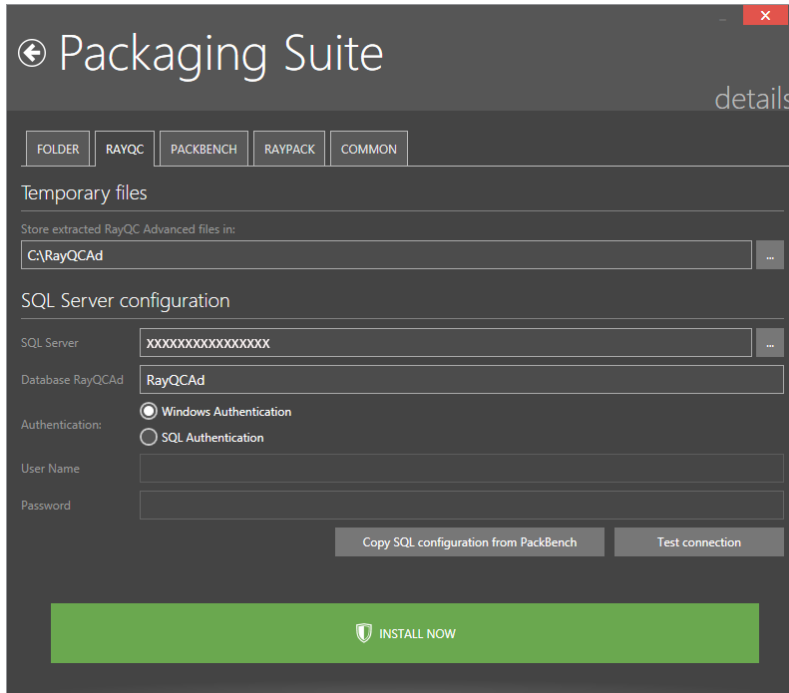 Packaging Suite
details
FOLDER RAYQC PACKBENCH RAYPACK COMMON
Temporary files
Store extracted RayQC Advanced files in:
C:\RayQCAd ...
SQL Server configuration
SQL Server XXXXXXXXXXXXXXXX ...
Database RayQCAd RayQCAd
Authentication: Windows Authentication
SQL Authentication
User Name
Password
Copy SQL configuration from PackBench Test connection
INSTALL NOW